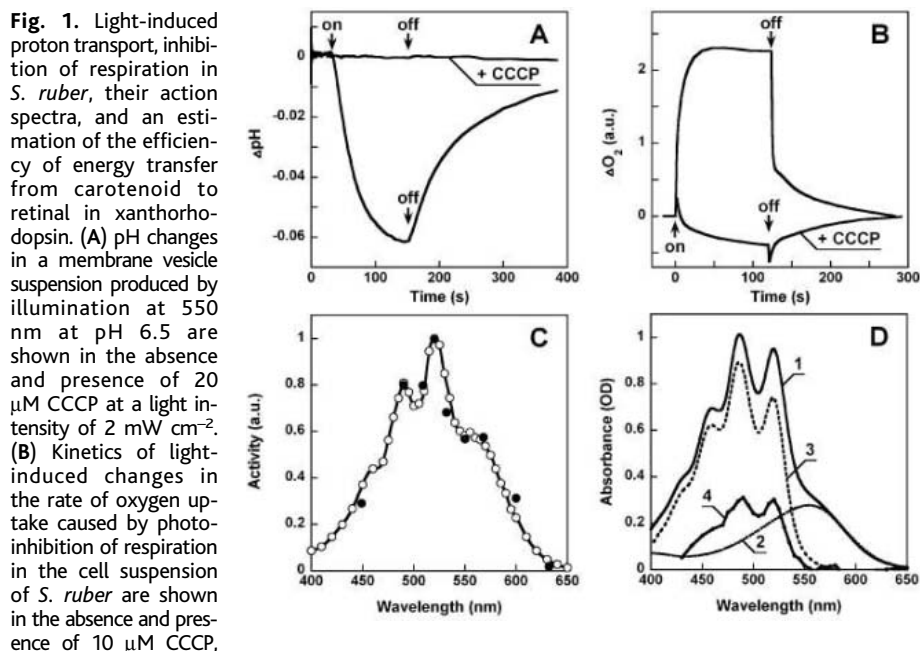 Fig. 1. Light-induced
proton transport, inhibi-
tion of respiration in
S. ruber, their action
spectra, and an esti-
mation of the efficien-
cy of energy transfer
from carotenoid to
retinal in xanthorho-
dopsin. (A) pH changes
in a membrane vesicle
suspension produced by
illumination at 550
nm at pH 6.5 are
shown in the absence
and presence of 20
μM CCCP at a light in-
tensity of 2 mW cm–2.
(B) Kinetics of light-
induced changes in
the rate of oxygen up-
take caused by photo-
inhibition of respiration
in the cell suspension
of S. ruber are shown
in the absence and pres-
ence of 10 μM CCCP,
on
off
A
0
+ CCCP
-0.02
ΔpH
-0.04
off
-0.06
0 100 200 300 400
Time (s)
off
B
2
1
ΔO2 (a.u.)
off
0
on
+ CCCP
0 100 200 300
Time (s)
C
1
0.8
0.6
Activity (a.u.)
0.4
0.2
0
400 450 500 550 600 650
Wavelength (nm)
D
1
1
0.8
0.6
Absorbance (OD)
3
0.4
4
0.2
2
0
400 450 500 550 600 650
Wavelength (nm)